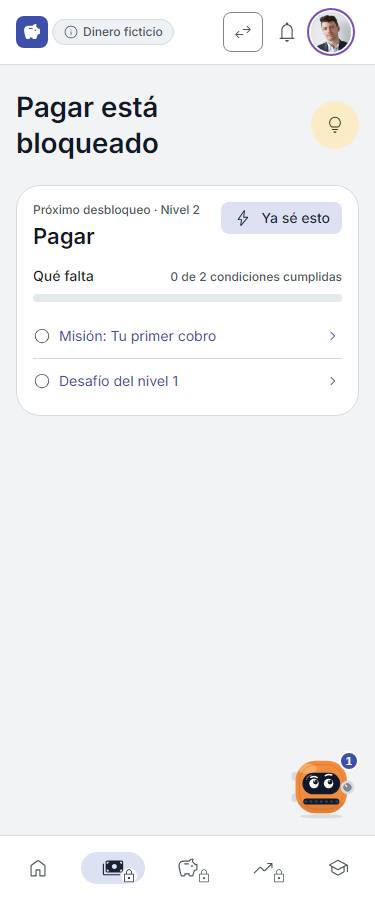 Dinero ficticio
Pagar está
bloqueado
Próximo desbloqueo · Nivel 2
Ya sé esto
Pagar
Qué falta
0 de 2 condiciones cumplidas
Misión: Tu primer cobro
Desafío del nivel 1
1